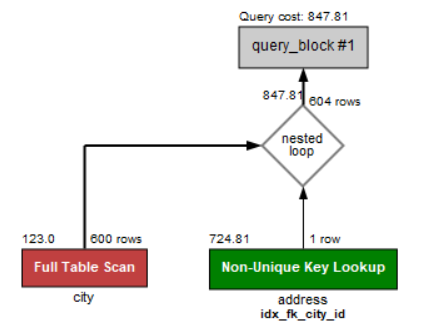 Query cost: 847.81
query_block #1
847.81 604 rows
nested
loop
123.0 600 rows 724.81 1 row
Full Table Scan Non-Unique Key Lookup
city address
idx_fk_city_id